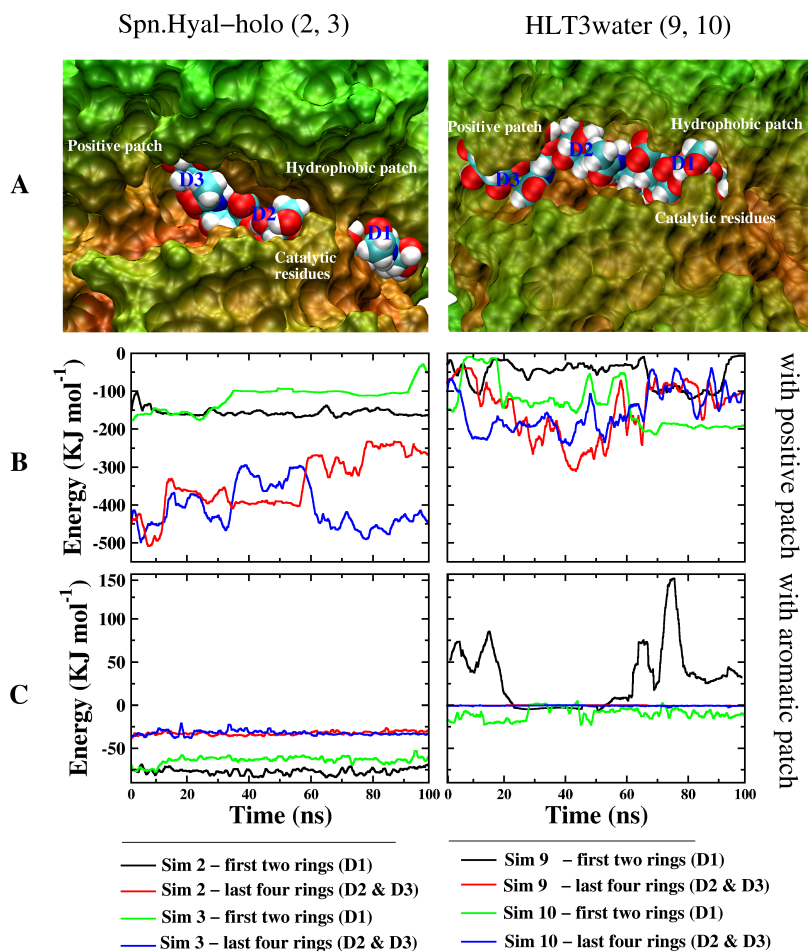 Spn.Hyal−holo (2, 3)
HLT3water (9, 10)
A
Positive patch
Hydrophobic patch
D3
D2
D1
Catalytic
residues
Positive patch
Hydrophobic patch
D2
D1
D3
Catalytic residues
B
Energy (KJ mol-1)
0
-100
-200
-300
-400
-500
with positive patch
C
Energy (KJ mol-1)
150
100
50
0
-50
0 20 40 60 80 100
0 20 40 60 80 100
Time (ns)
Time (ns)
with aromatic patch
Sim 2 − first two rings (D1)
Sim 2 − last four rings (D2 & D3)
Sim 3 − first two rings (D1)
Sim 3 − last four rings (D2 & D3)
Sim 9 − first two rings (D1)
Sim 9 − last four rings (D2 & D3)
Sim 10 − first two rings (D1)
Sim 10 − last four rings (D2 & D3)